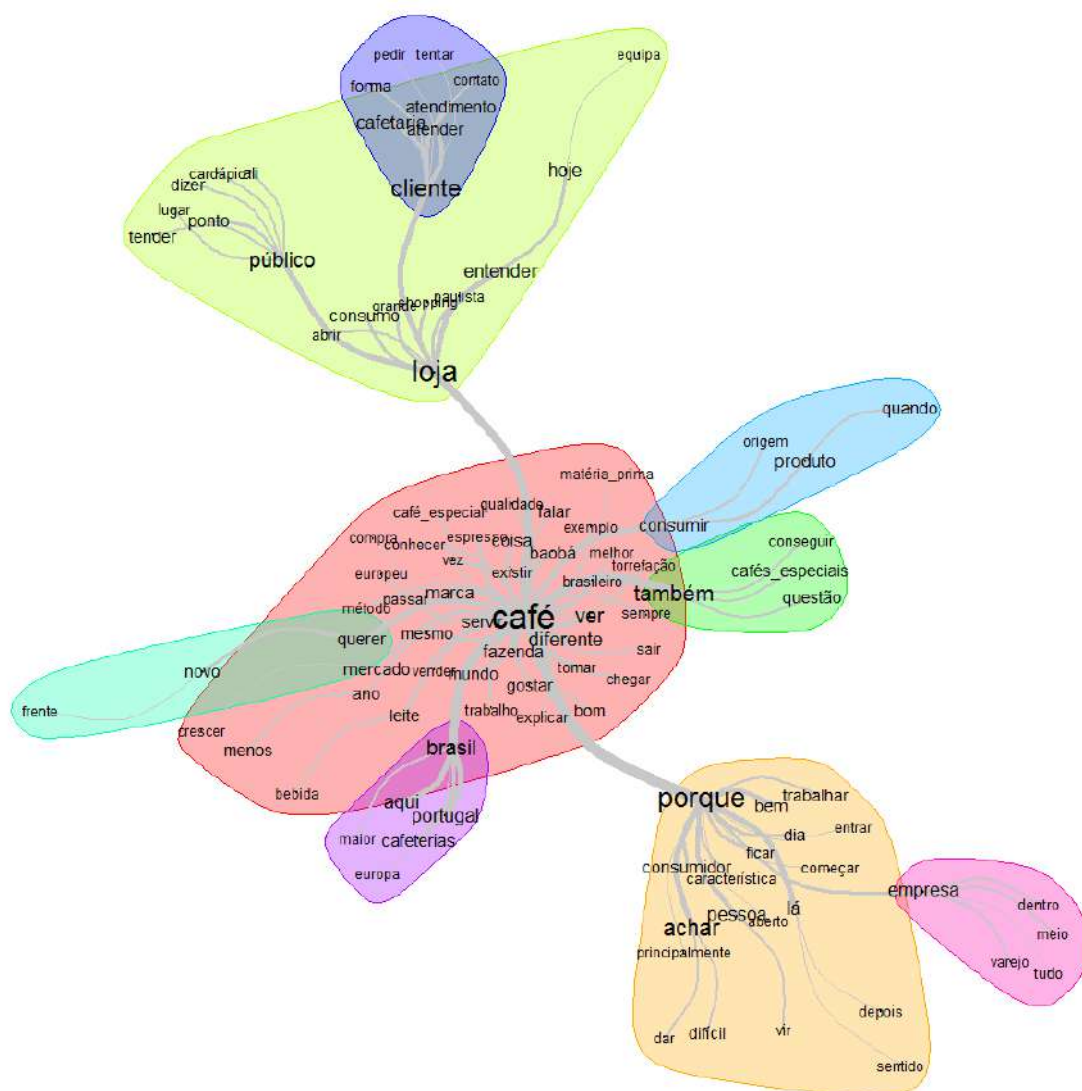 pedir tentar
equipa
forma contato
atendimento
cafetaria
atender
hoje
cliente
cardápio ali
dizer
lugar
ponto
tender
público
entender
paulista
shopping
grande
consumo
abrir
loja
quando
origem
produto
matéria_prima
qualidade
café_especial falar
exemplo consumir
compra espresso coisa
conhecer conseguir
baobá melhor
vez torrefação
europeu existir cafés_especiais
brasileiro
marca também questão
passar
método
café ver sempre
servir
mesmo diferente
querer
fazenda sair
mercado vender mundo tomar
novo
gostar chegar
ano
frente leite trabalho bom
explicar
crescer
menos brasil
bebida porque trabalhar
aqui bem
portugal
dia entrar
maior cafeterias
ficar
consumidor começar
europa característica
empresa
pessoa lá dentro
aberto
achar
meio
principalmente varejo
tudo
depois
dar difícil vir
sentido